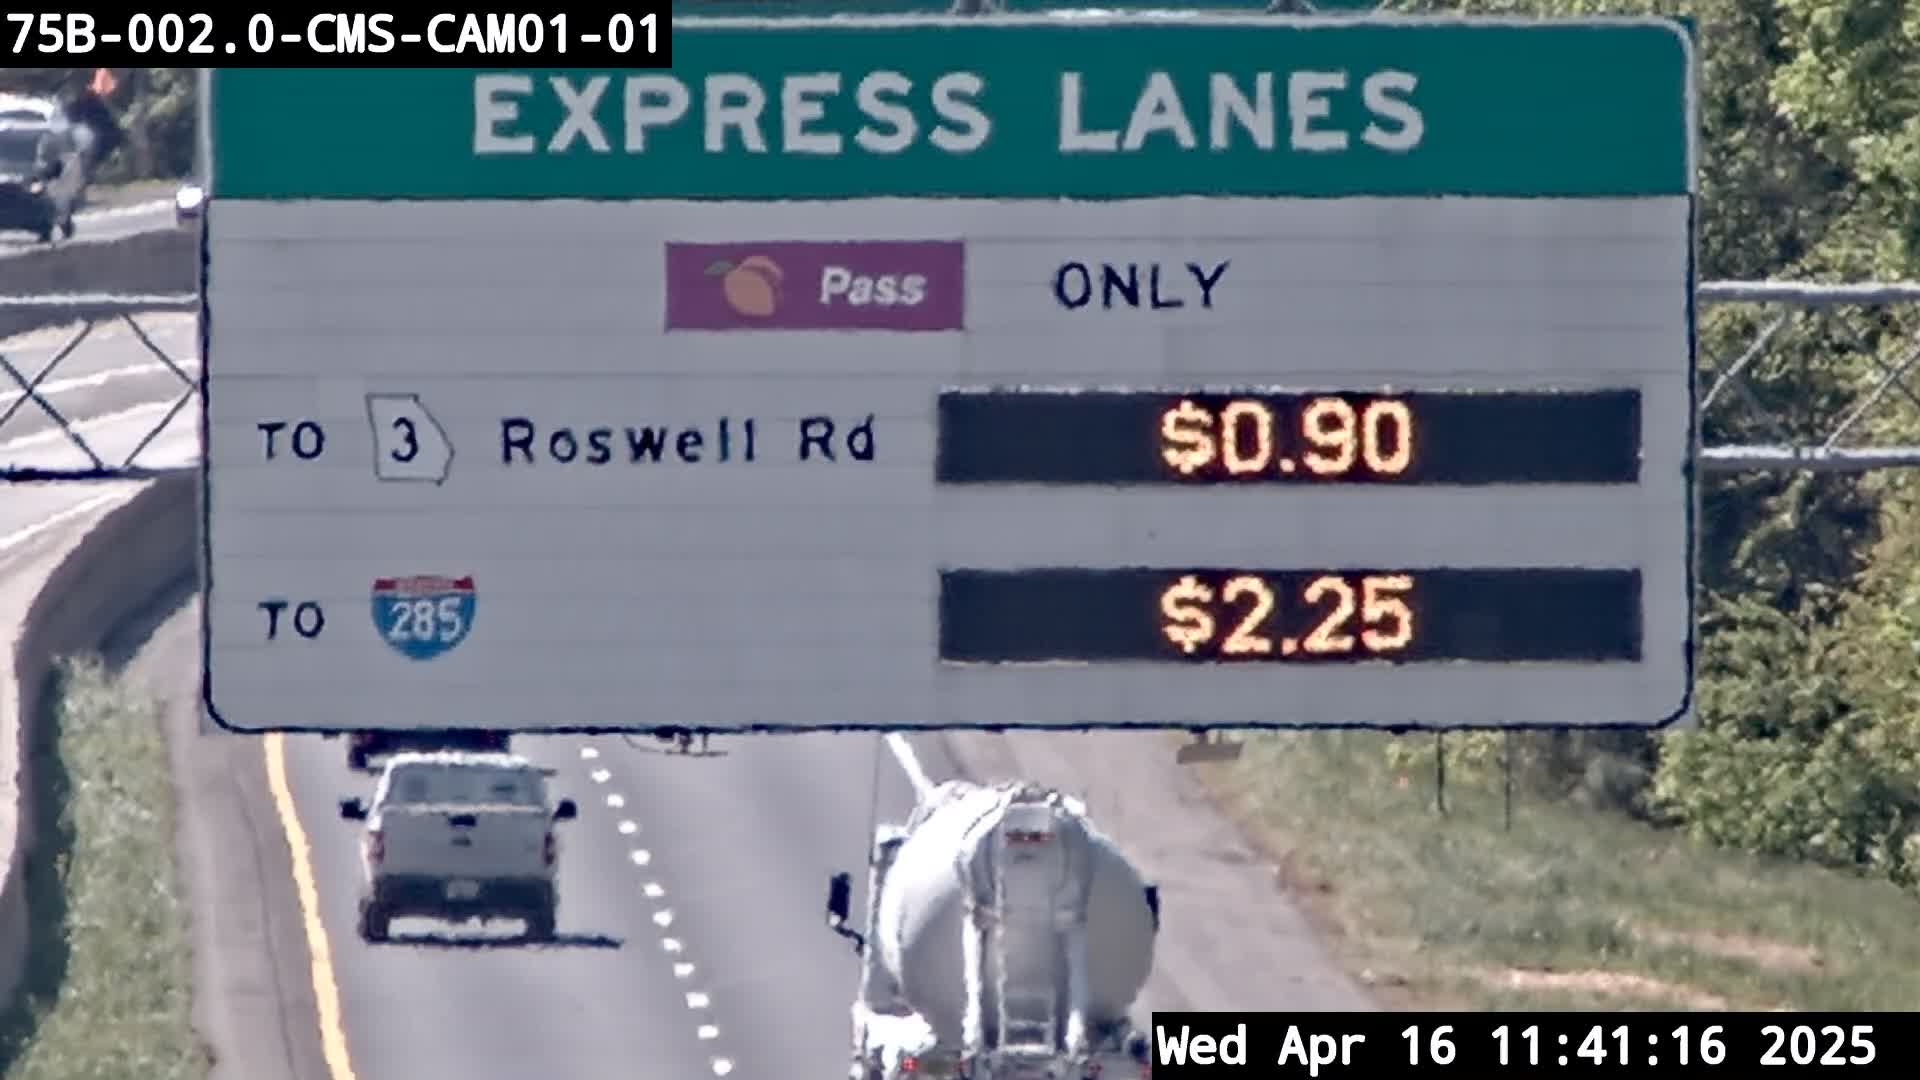 75B-002.0-CMS-CAM01-01
EXPRESS LANES
Pass ONLY
TO 3 Roswell Rd $0.90
TO 285 $2.25
Wed Apr 16 11:41:16 2025